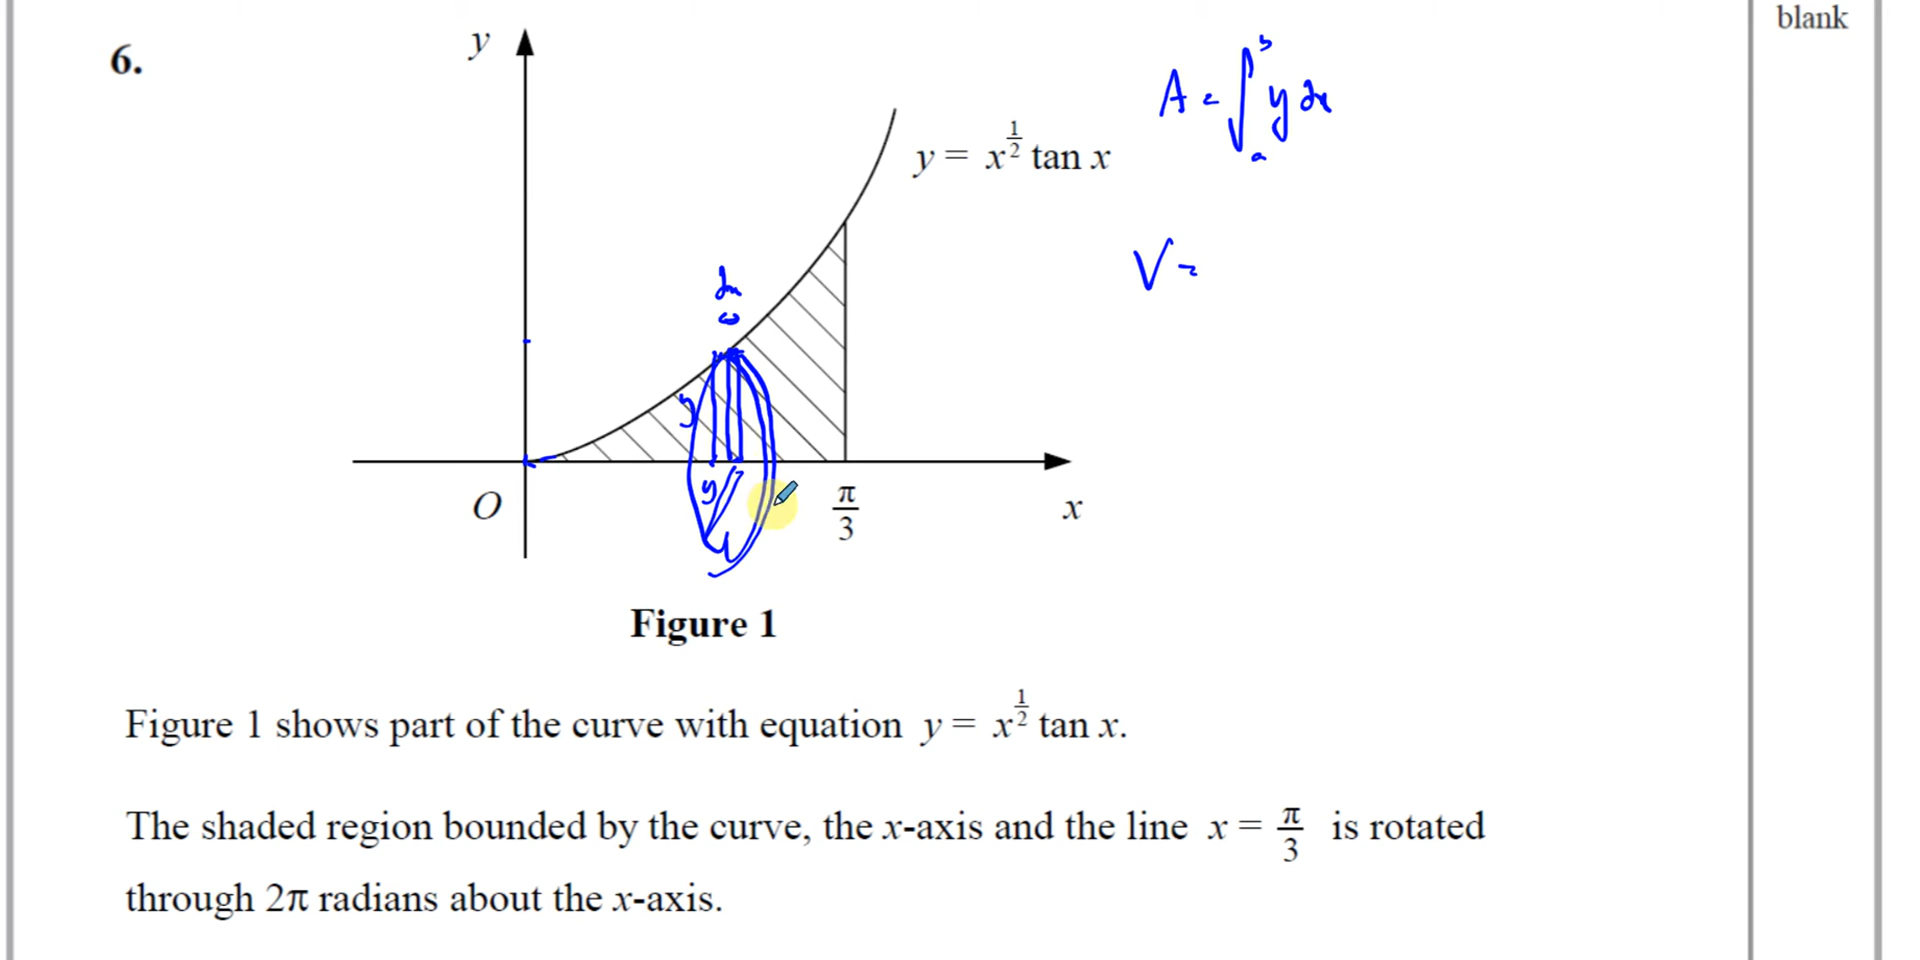 blank
6.
y
A = ∫ₐᵇ y dx
y = x^{1/2} tan x
V =
dx
y
y
O
π/3
x
Figure 1
Figure 1 shows part of the curve with equation y = x^{1/2} tan x.
The shaded region bounded by the curve, the x-axis and the line x = π/3 is rotated
through 2π radians about the x-axis.